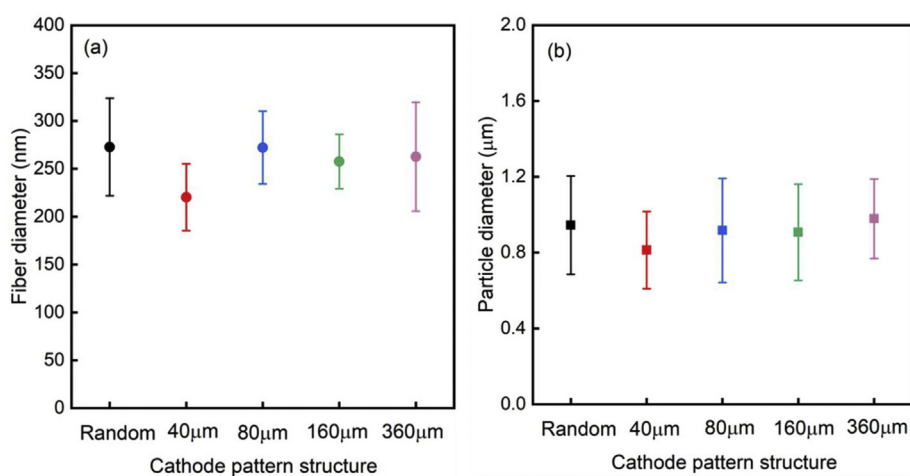 (a)
Fiber diameter (nm)
400
350
300
250
200
150
100
50
0
Random 40μm 80μm 160μm 360μm
Cathode pattern structure
(b)
Particle diameter (μm)
2.0
1.6
1.2
0.8
0.4
0.0
Random 40μm 80μm 160μm 360μm
Cathode pattern structure